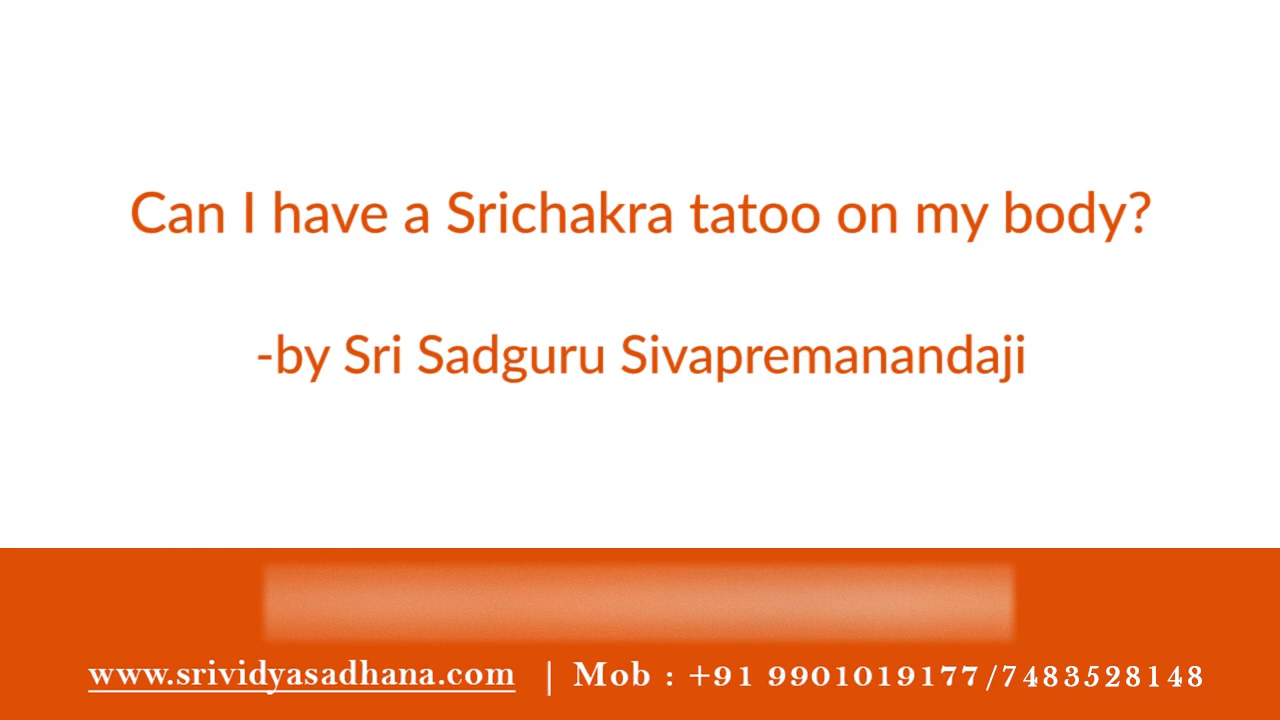 Can I have a Srichakra tatoo on my body?
-by Sri Sadguru Sivapremanandaji
www.srividyasadhana.com | Mob : +91 9901019177/7483528148